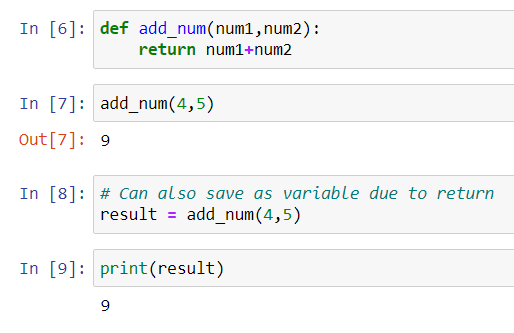 In [6]: def add_num(num1,num2):
    return num1+num2
In [7]: add_num(4,5)
Out[7]: 9
In [8]: # Can also save as variable due to return
result = add_num(4,5)
In [9]: print(result)
9